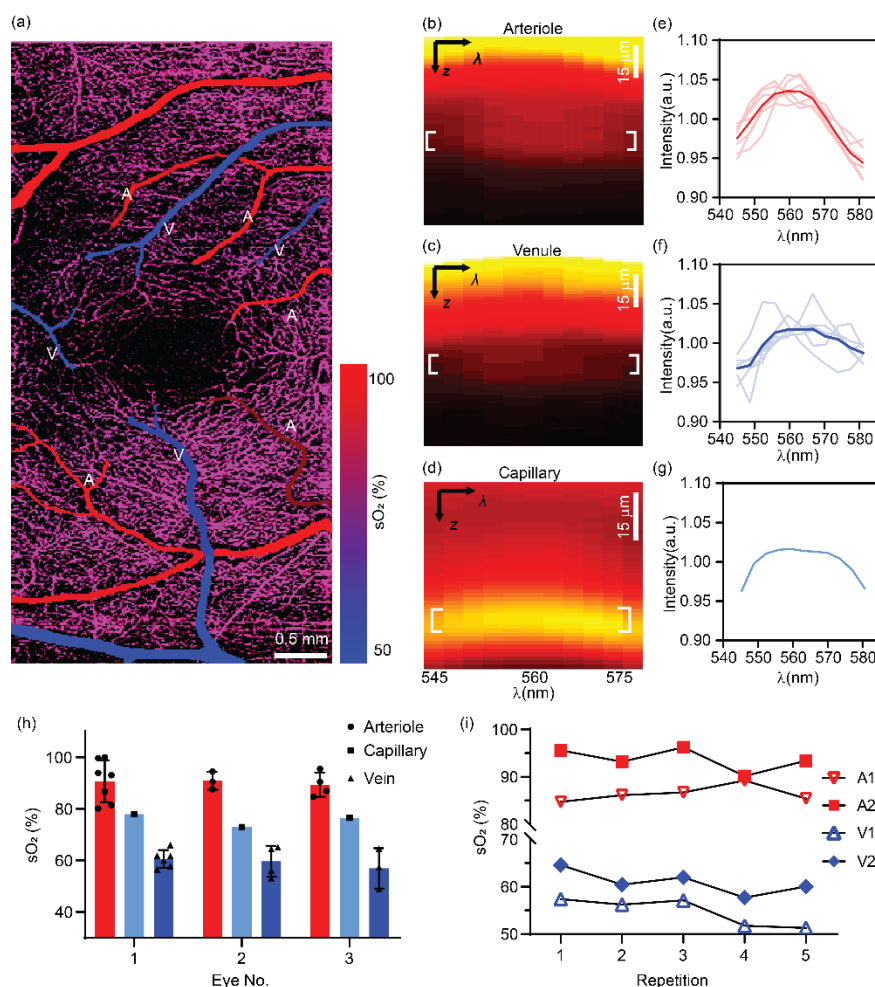 (a)
A
V
A
V
A
V
A
V
A
0.5 mm
100
sO₂ (%)
50
(b)
Arteriole
λ
z
15 μm
(c)
Venule
λ
z
15 μm
(d)
Capillary
λ
z
15 μm
545 560 575
λ(nm)
(e)
1.10
1.05
1.00
0.95
0.90
Intensity(a.u.)
540 550 560 570 580
λ(nm)
(f)
1.10
1.05
1.00
0.95
0.90
Intensity(a.u.)
540 550 560 570 580
λ(nm)
(g)
1.10
1.05
1.00
0.95
0.90
Intensity(a.u.)
540 550 560 570 580
λ(nm)
(h)
Arteriole
Capillary
Vein
100
80
60
40
sO₂ (%)
1 2 3
Eye No.
(i)
100
95
90
85
80
70
60
50
sO₂ (%)
1 2 3 4 5
Repetition
A1
A2
V1
V2